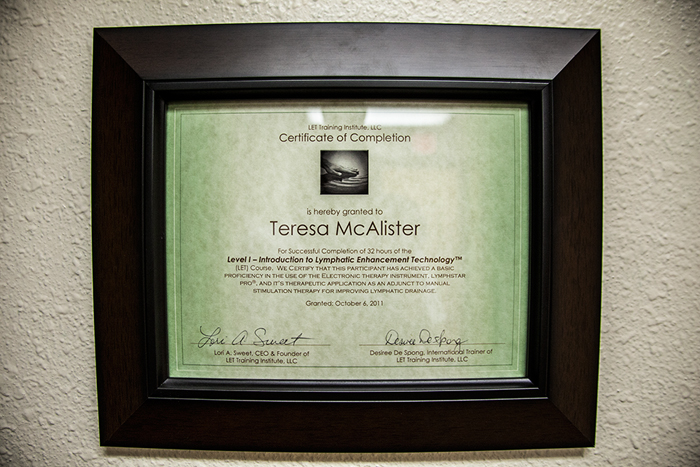 LET Training Institute, LLC
Certificate of Completion
is hereby granted to
Teresa McAlister
For Successful Completion of 32 hours of the
Level I – Introduction to Lymphatic Enhancement Technology™
(LET) Course. We Certify that this participant has achieved a basic
proficiency in the use of the Electronic therapy instrument, Lymphstar
Pro®, and it's therapeutic application as an adjunct to manual
stimulation therapy for improving lymphatic drainage.
Granted: October 6, 2011
Lori A. Sweet Desiree De Spong
Lori A. Sweet, CEO & Founder of Desiree De Spong, International Trainer of
LET Training Institute, LLC LET Training Institute, LLC